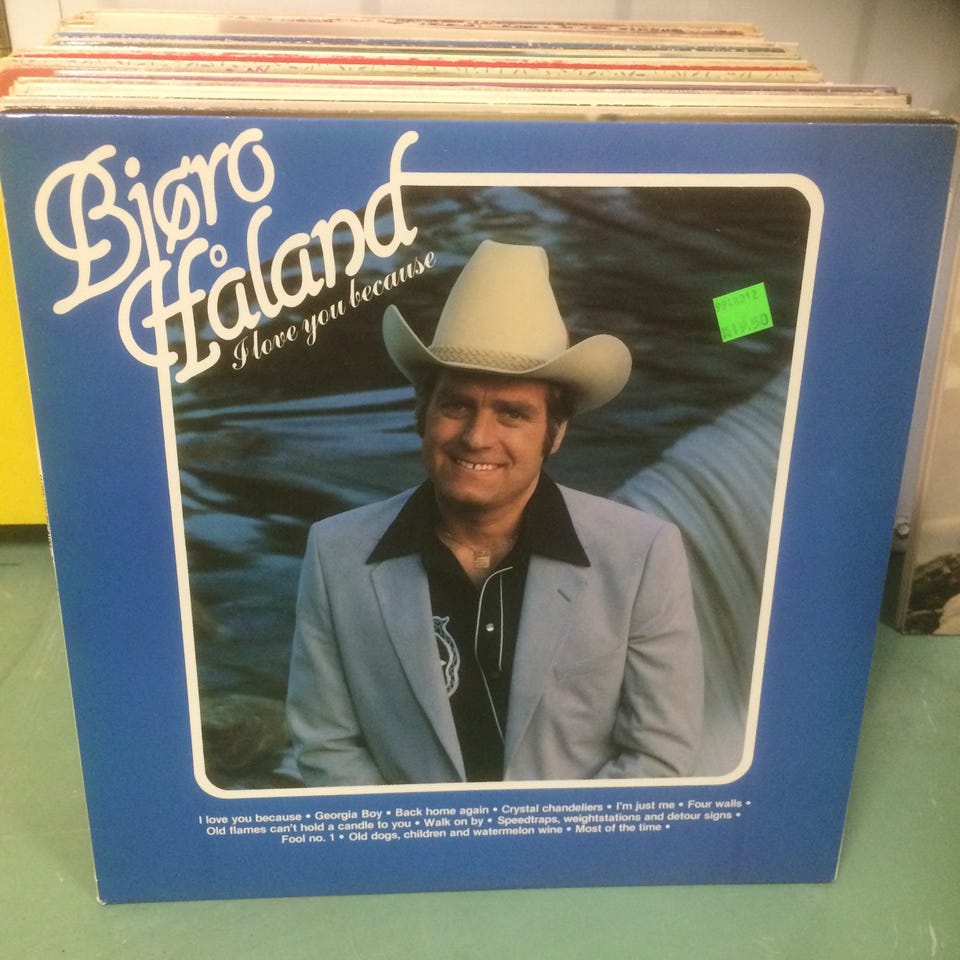 Bjøro
Håland
I love you because
$19.50
I love you because • Georgia Boy • Back home again • Crystal chandeliers • I'm just me • Four walls •
Old flames can't hold a candle to you • Walk on by • Speedtraps, weightstations and detour signs •
Fool no. 1 • Old dogs, children and watermelon wine • Most of the time •